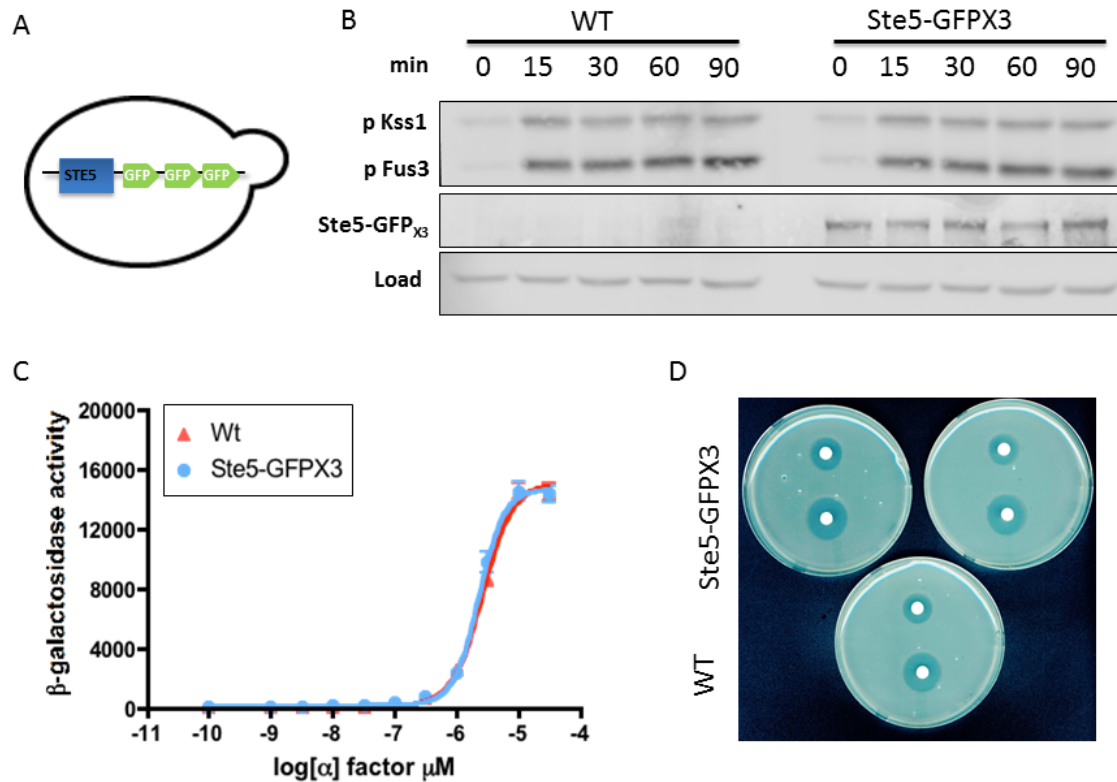 A
STE5 GFP GFP GFP
B
WT Ste5-GFPX3
min 0 15 30 60 90 0 15 30 60 90
p Kss1
p Fus3
Ste5-GFPX3
Load
C
β-galactosidase activity
20000
16000
12000
8000
4000
0
Wt
Ste5-GFPX3
-11 -10 -9 -8 -7 -6 -5 -4
log[α] factor μM
D
Ste5-GFPX3
WT